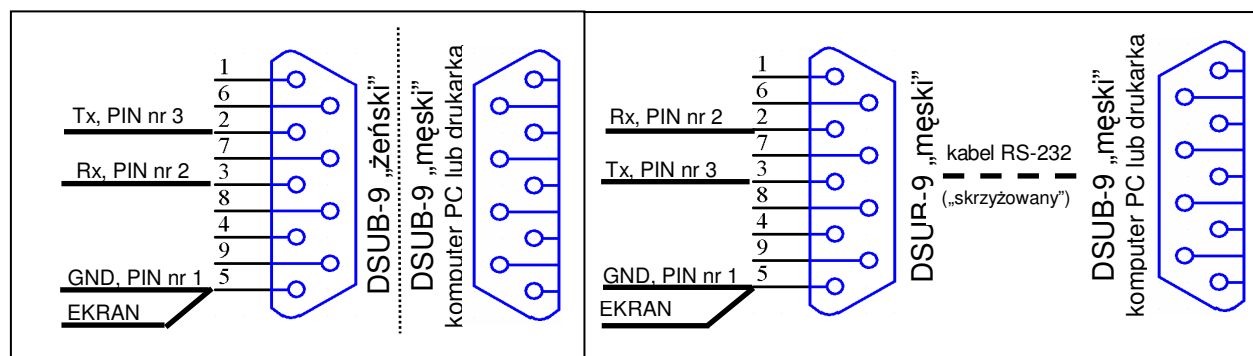 1
6
Tx, PIN nr 3
2
7
Rx, PIN nr 2
3
8
4
9
GND, PIN nr 1
5
EKRAN
DSUB-9 „żeński”
DSUB-9 „męski”
komputer PC lub drukarka
1
6
Rx, PIN nr 2
2
7
Tx, PIN nr 3
3
8
4
9
GND, PIN nr 1
5
EKRAN
DSUB-9 „męski”
kabel RS-232
(„skrzyżowany”)
DSUB-9 „męski”
komputer PC lub drukarka